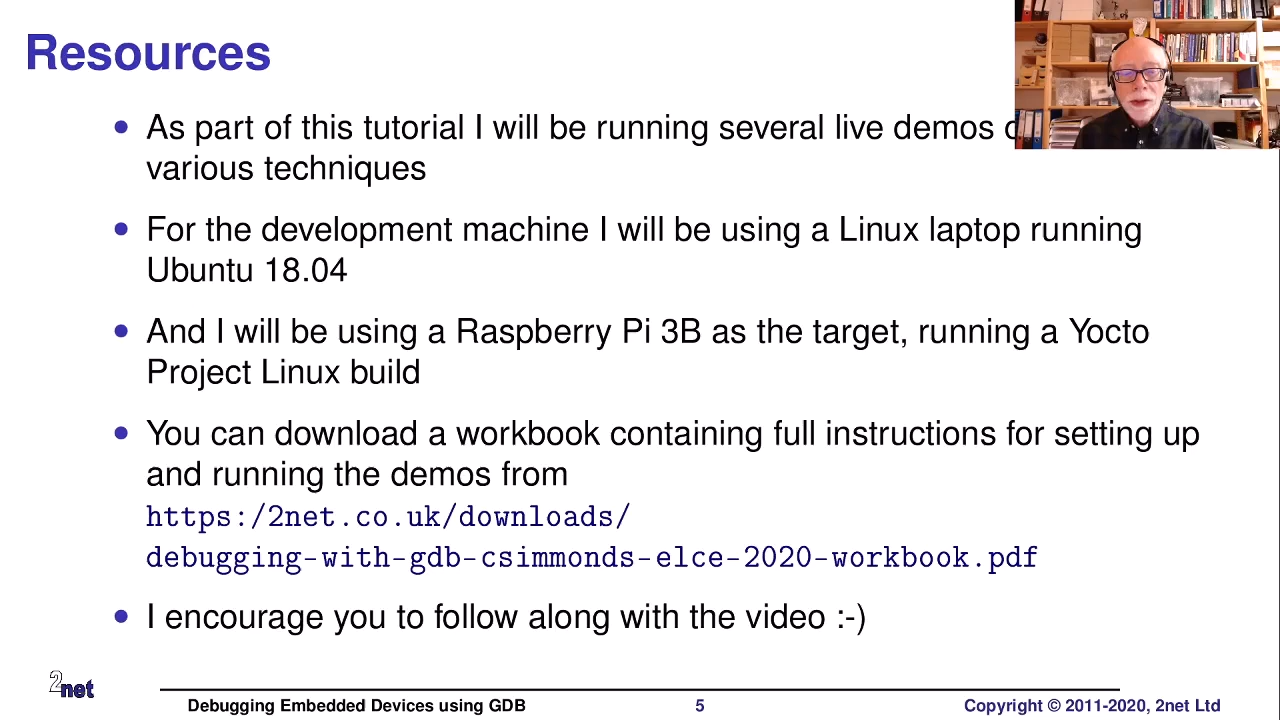 Resources
• As part of this tutorial I will be running several live demos
various techniques
• For the development machine I will be using a Linux laptop running
Ubuntu 18.04
• And I will be using a Raspberry Pi 3B as the target, running a Yocto
Project Linux build
• You can download a workbook containing full instructions for setting up
and running the demos from
https:/2net.co.uk/downloads/
debugging-with-gdb-csimmonds-elce-2020-workbook.pdf
• I encourage you to follow along with the video :-)
2net
Debugging Embedded Devices using GDB
5
Copyright © 2011-2020, 2net Ltd